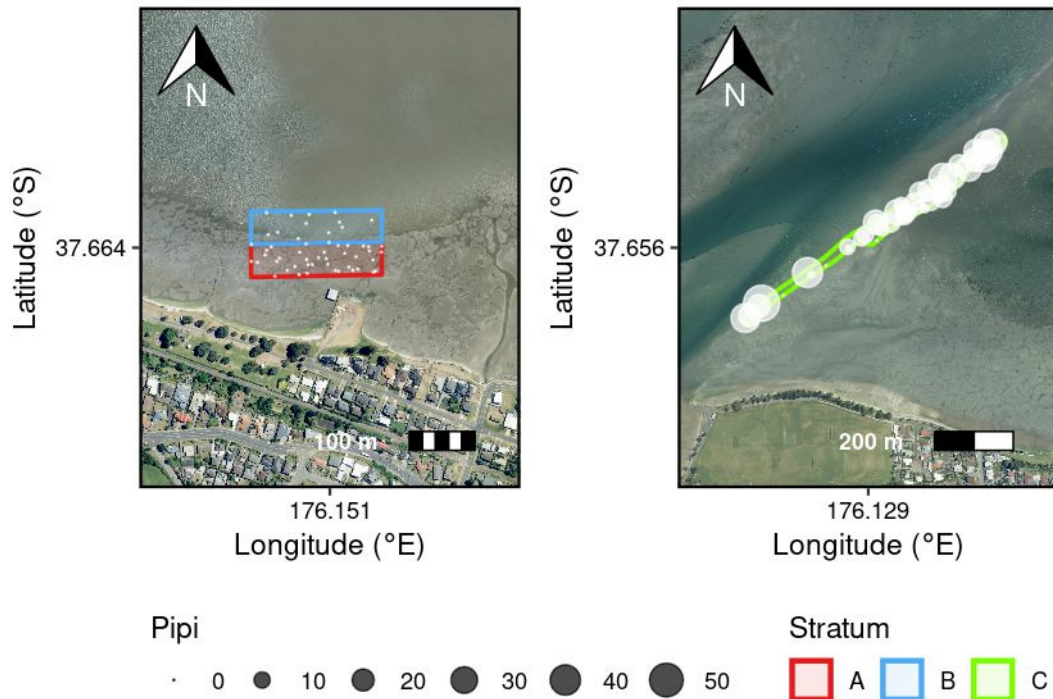 N
N
Latitude (°S)
37.664
100 m
176.151
Longitude (°E)
Latitude (°S)
37.656
200 m
176.129
Longitude (°E)
Pipi
0 10 20 30 40 50
Stratum
A B C